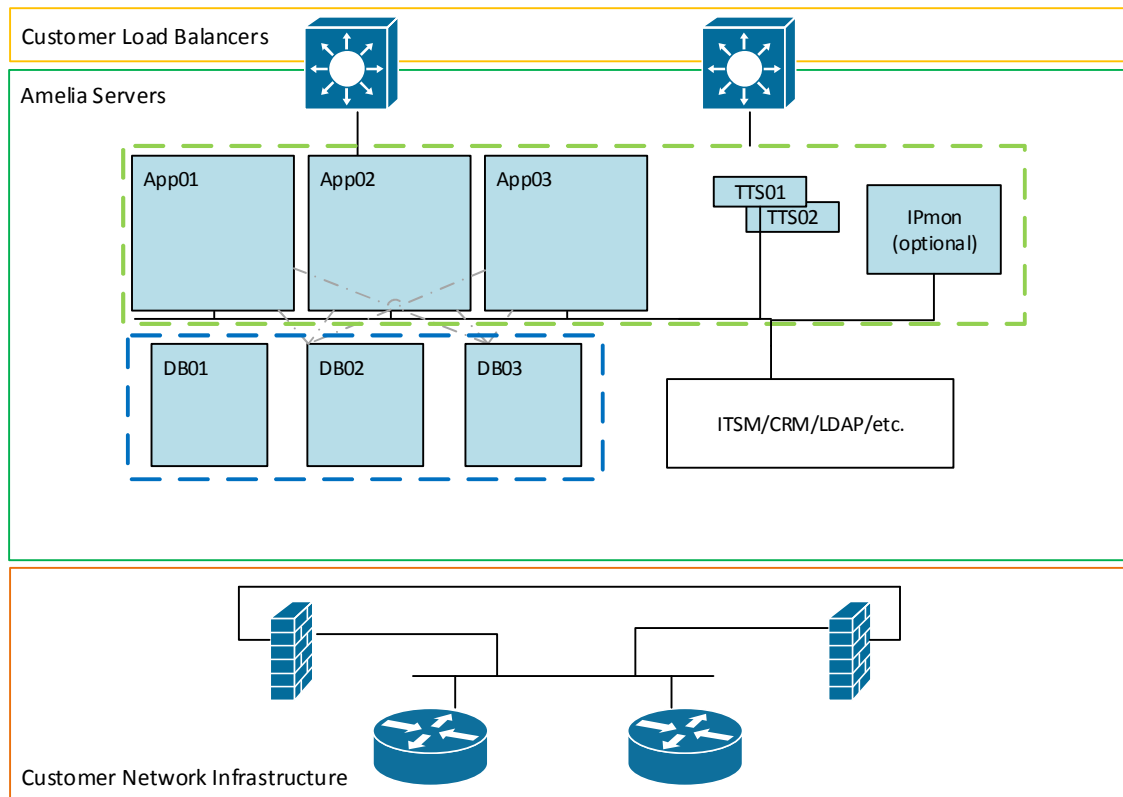 Customer Load Balancers
Amelia Servers
App01
App02
App03
TTS01
TTS02
IPmon
(optional)
DB01
DB02
DB03
ITSM/CRM/LDAP/etc.
Customer Network Infrastructure